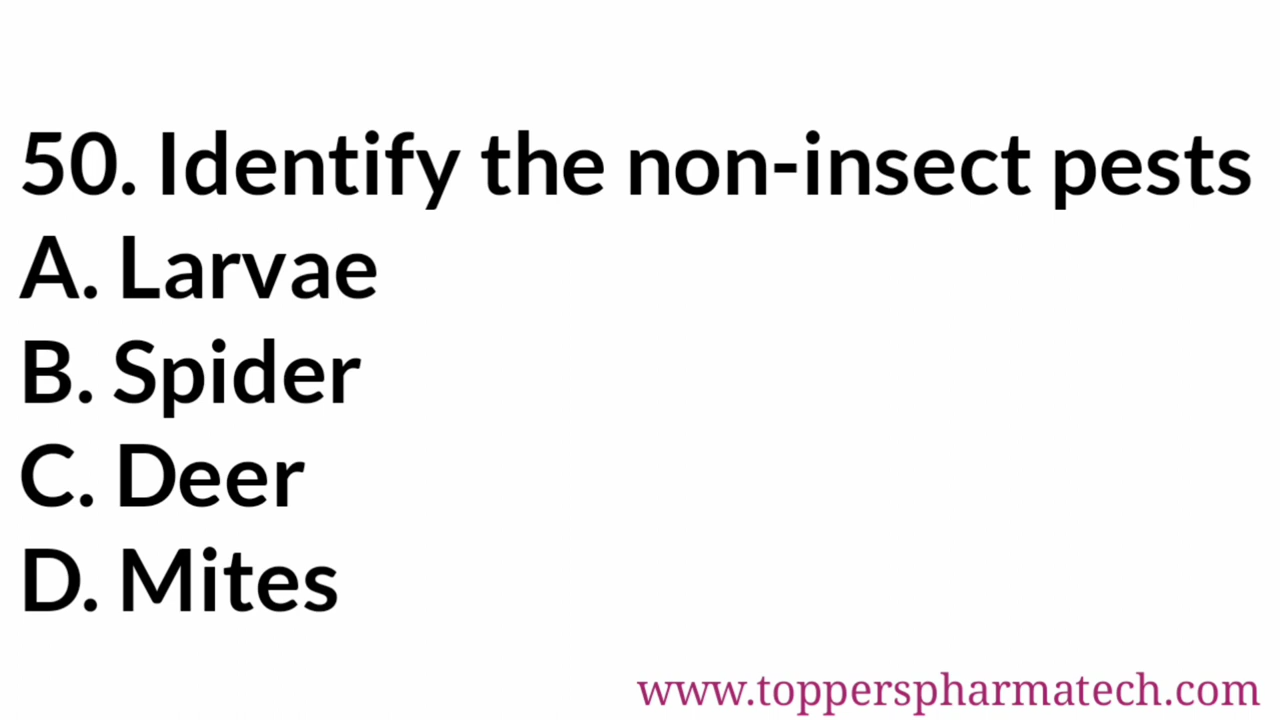 50. Identify the non-insect pests
A. Larvae
B. Spider
C. Deer
D. Mites
www.topperspharmatech.com